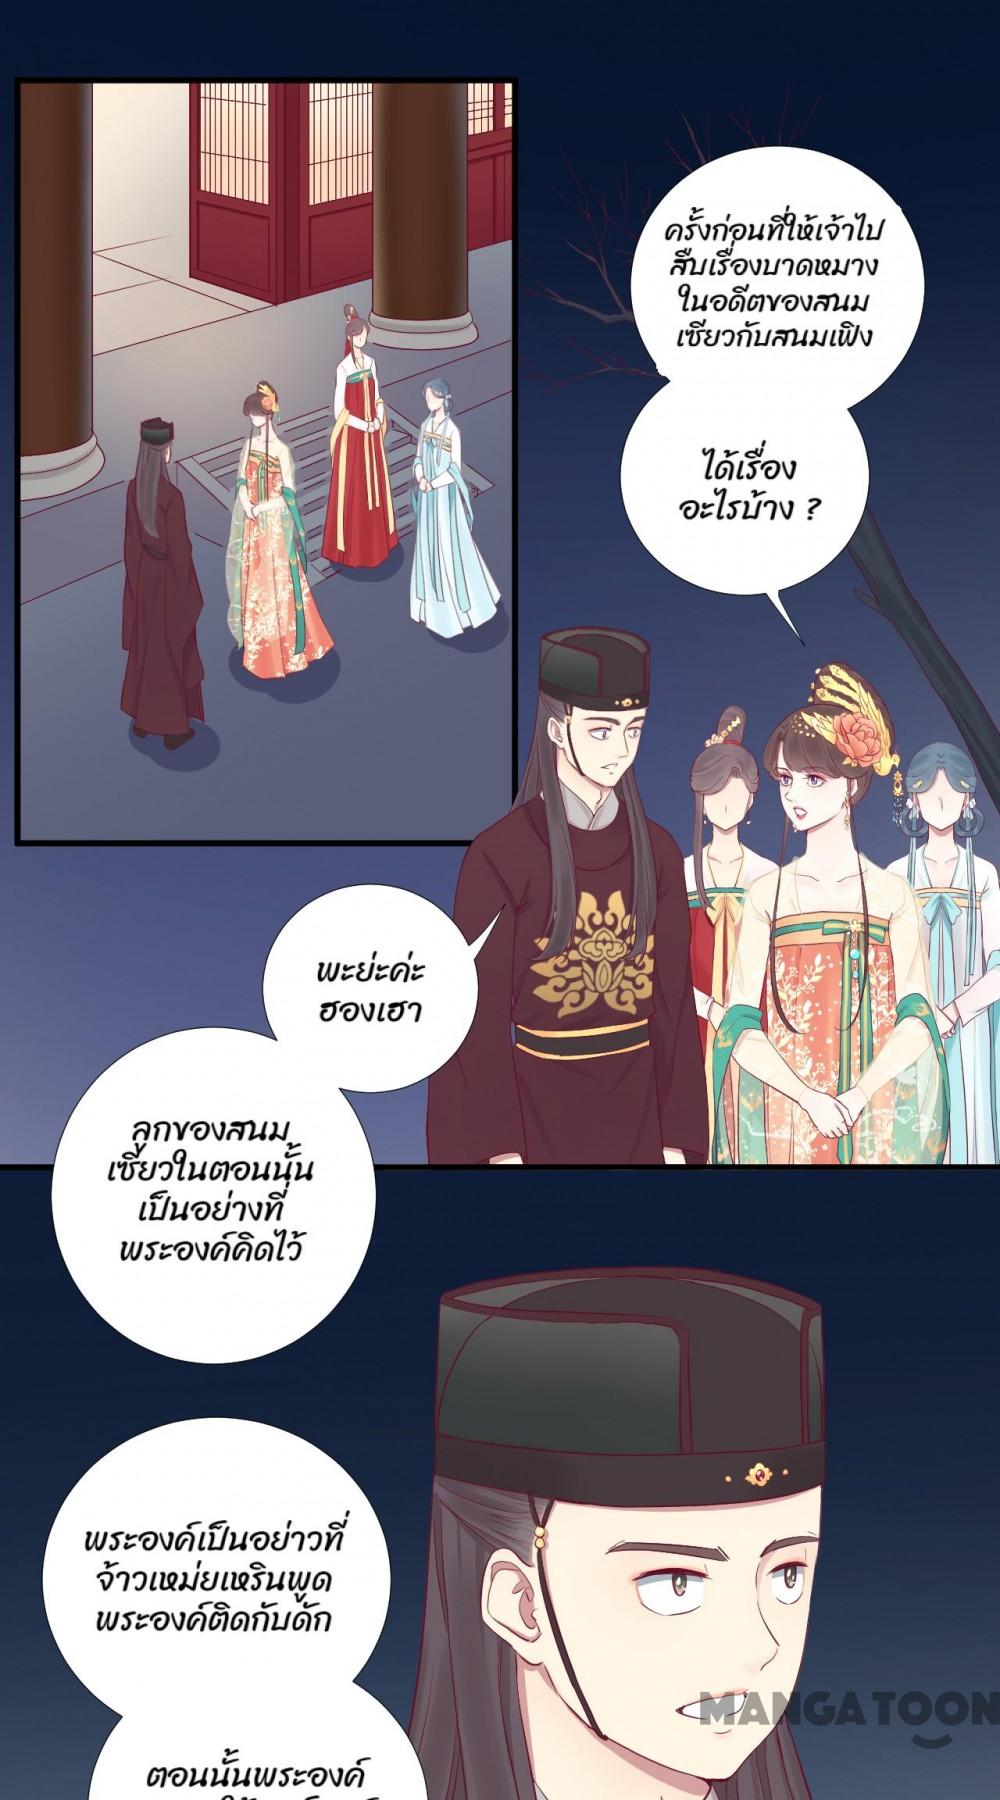 ครั้งก่อนที่ให้เจ้าไป
สืบเรื่องบาดหมาง
ในอดีตของสนม
เซียวกับสนมเฟิง
ได้เรื่อง
อะไรบ้าง ?
พะย่ะค่ะ
ฮองเฮา
ลูกของสนม
เซียวในตอนนั้น
เป็นอย่างที่
พระองค์คิดไว้
พระองค์เป็นอย่าวที่
จ้าวเหม่ยเหรินพูด
พระองค์ติดกับดัก
MANGATOON
ตอนนั้นพระองค์